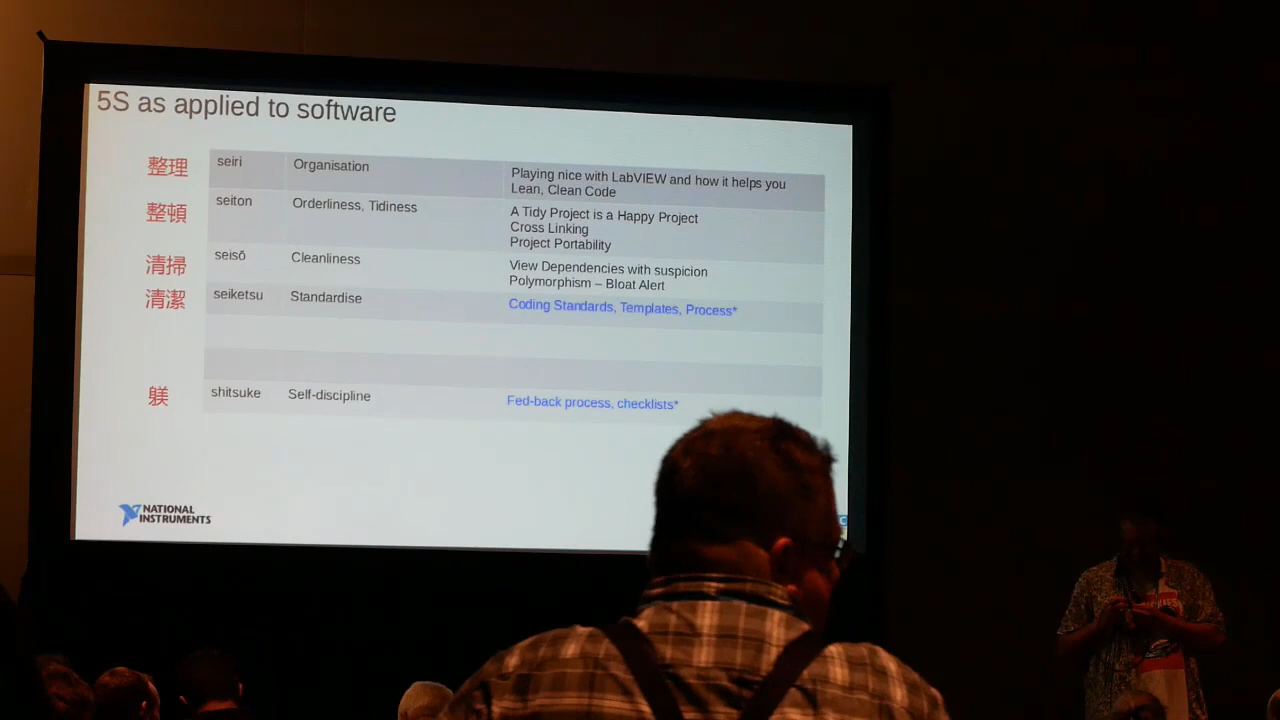 5S as applied to software
整理 seiri Organisation Playing nice with LabVIEW and how it helps you
Lean, Clean Code
整頓 seiton Orderliness, Tidiness A Tidy Project is a Happy Project
Cross Linking
Project Portability
清掃 seisō Cleanliness View Dependencies with suspicion
Polymorphism – Bloat Alert
清潔 seiketsu Standardise Coding Standards, Templates, Process*
躾 shitsuke Self-discipline Fed-back process, checklists*
NATIONAL
INSTRUMENTS